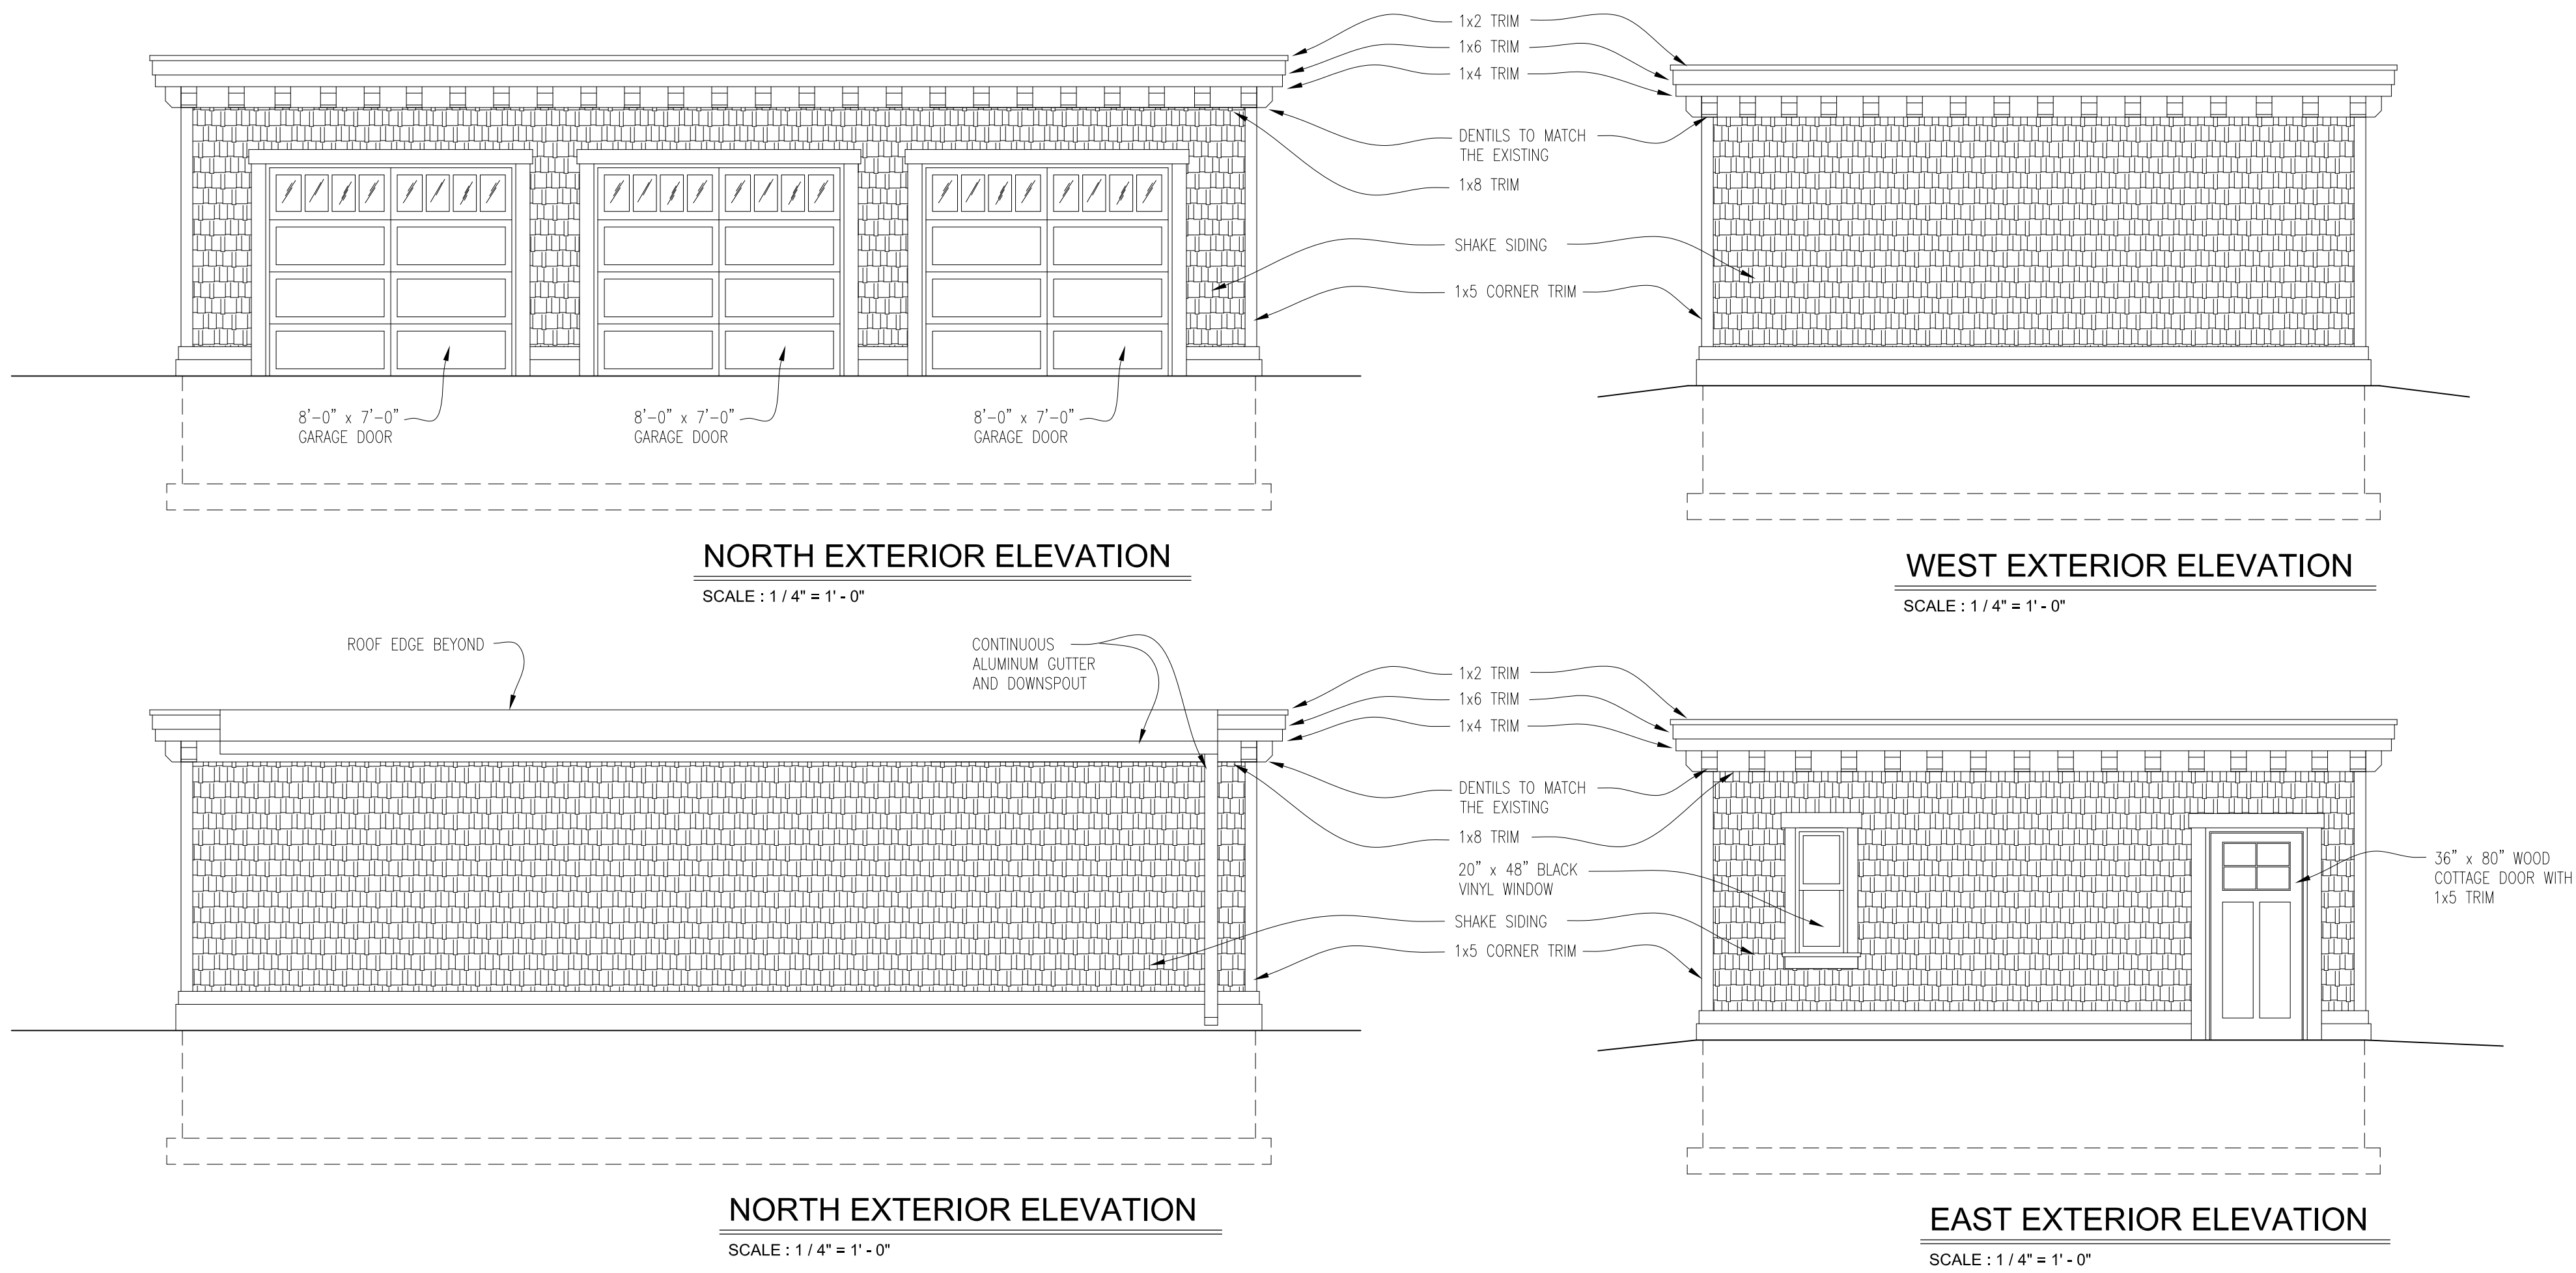 1x2 TRIM
1x6 TRIM
1x4 TRIM
DENTILS TO MATCH
THE EXISTING
1x8 TRIM
SHAKE SIDING
1x5 CORNER TRIM
8'-0" x 7'-0"
GARAGE DOOR
8'-0" x 7'-0"
GARAGE DOOR
8'-0" x 7'-0"
GARAGE DOOR
NORTH EXTERIOR ELEVATION
SCALE : 1 / 4" = 1' - 0"
WEST EXTERIOR ELEVATION
SCALE : 1 / 4" = 1' - 0"
ROOF EDGE BEYOND
CONTINUOUS
ALUMINUM GUTTER
AND DOWNSPOUT
1x2 TRIM
1x6 TRIM
1x4 TRIM
DENTILS TO MATCH
THE EXISTING
1x8 TRIM
20" x 48" BLACK
VINYL WINDOW
SHAKE SIDING
1x5 CORNER TRIM
36" x 80" WOOD
COTTAGE DOOR WITH
1x5 TRIM
NORTH EXTERIOR ELEVATION
SCALE : 1 / 4" = 1' - 0"
EAST EXTERIOR ELEVATION
SCALE : 1 / 4" = 1' - 0"